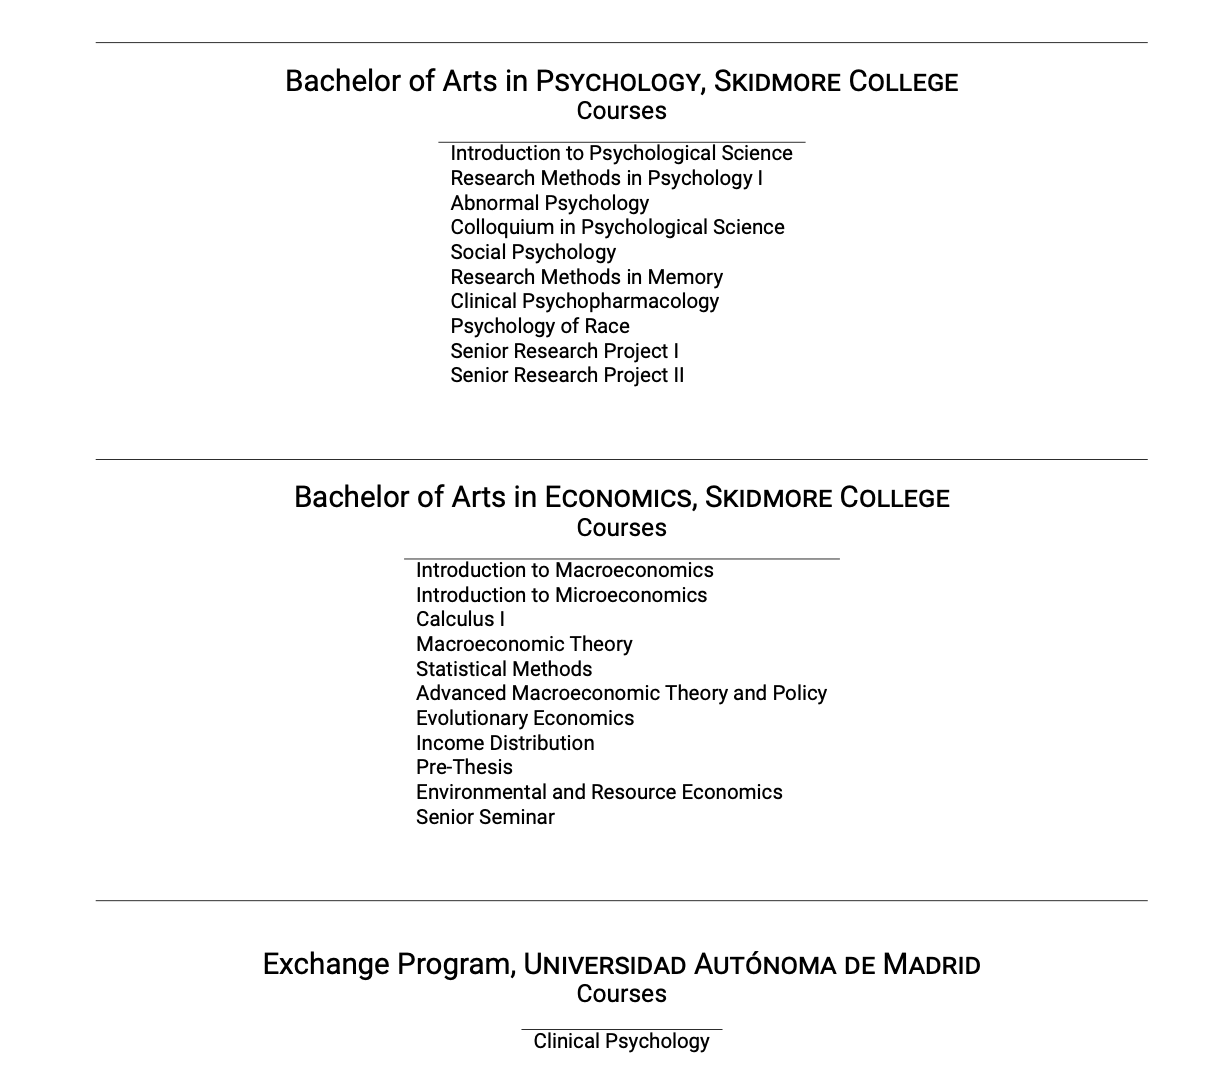 Bachelor of Arts in PSYCHOLOGY, SKIDMORE COLLEGE
Courses
Introduction to Psychological Science
Research Methods in Psychology I
Abnormal Psychology
Colloquium in Psychological Science
Social Psychology
Research Methods in Memory
Clinical Psychopharmacology
Psychology of Race
Senior Research Project I
Senior Research Project II
Bachelor of Arts in ECONOMICS, SKIDMORE COLLEGE
Courses
Introduction to Macroeconomics
Introduction to Microeconomics
Calculus I
Macroeconomic Theory
Statistical Methods
Advanced Macroeconomic Theory and Policy
Evolutionary Economics
Income Distribution
Pre-Thesis
Environmental and Resource Economics
Senior Seminar
Exchange Program, UNIVERSIDAD AUTÓNOMA DE MADRID
Courses
Clinical Psychology